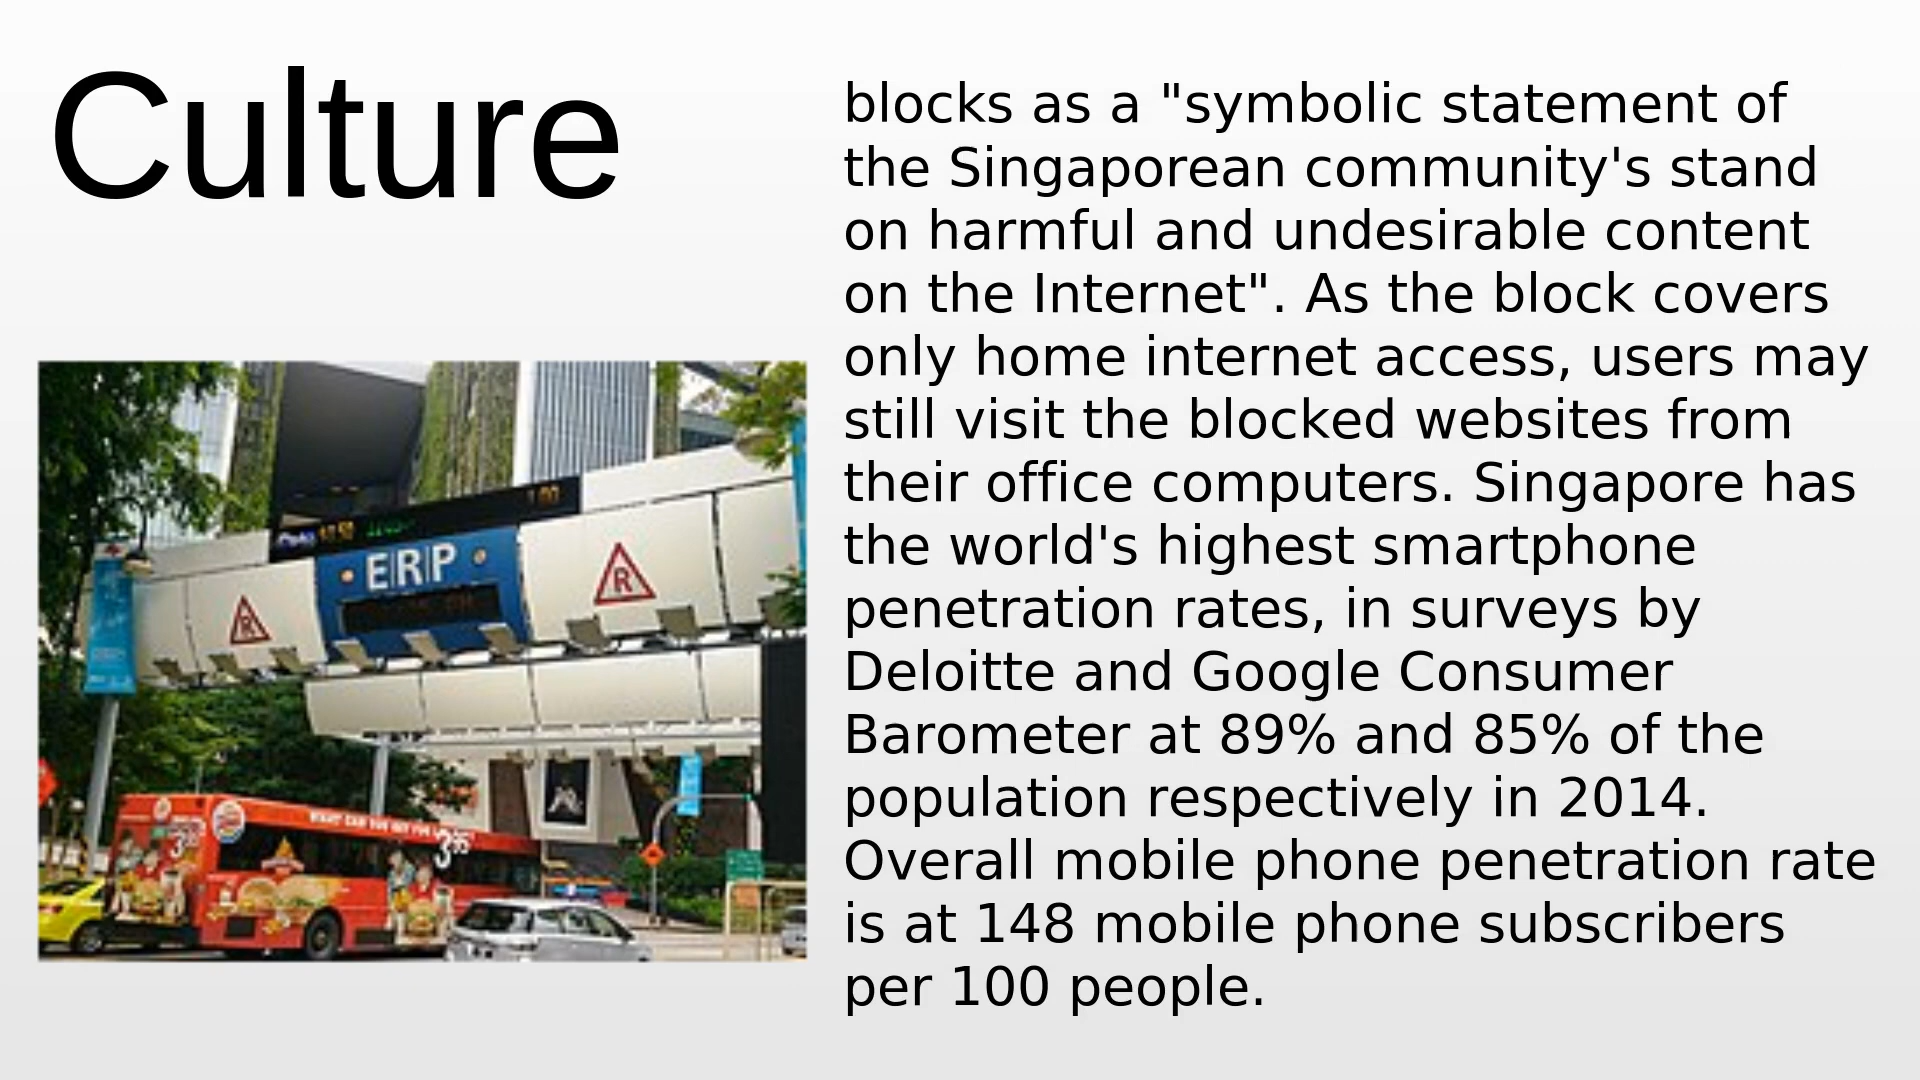 Culture
blocks as a "symbolic statement of
the Singaporean community's stand
on harmful and undesirable content
on the Internet". As the block covers
only home internet access, users may
still visit the blocked websites from
their office computers. Singapore has
the world's highest smartphone
penetration rates, in surveys by
Deloitte and Google Consumer
Barometer at 89% and 85% of the
population respectively in 2014.
Overall mobile phone penetration rate
is at 148 mobile phone subscribers
per 100 people.
ERP
R
R